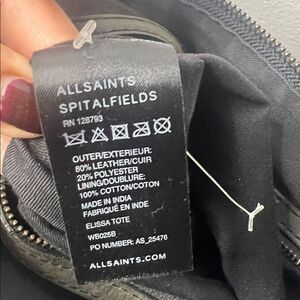 ALLSAINTS
SPITALFIELDS
RN 128793
OUTER/EXTERIEUR:
80% LEATHER/CUIR
20% POLYESTER
LINING/DOUBLURE:
100% COTTON/COTON
MADE IN INDIA
FABRIQUÉ EN INDE
ELISSA TOTE
WB025B
PO NUMBER: AS_25476
ALLSAINTS.COM